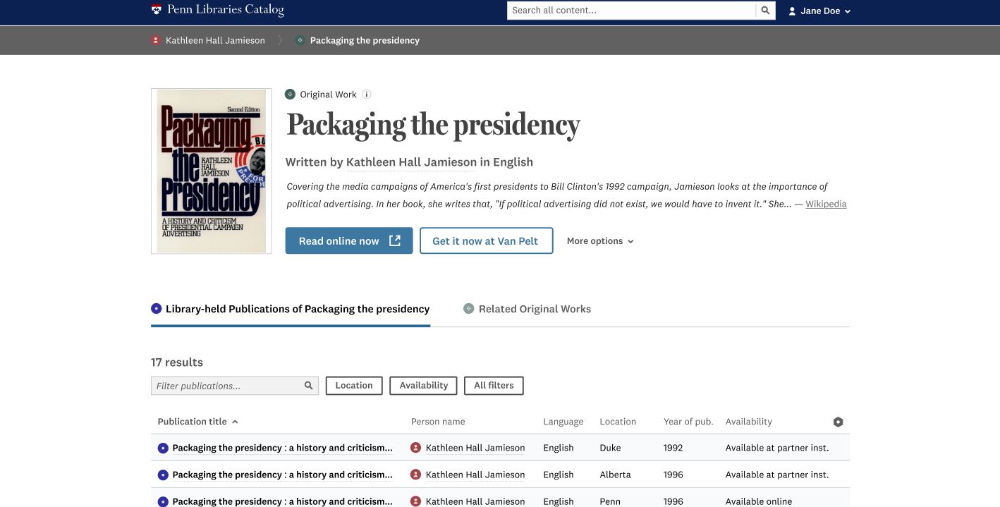 Penn Libraries Catalog
Search all content...
Jane Doe
Kathleen Hall Jamieson
Packaging the presidency
Second Edition
Packaging
the
Presidency
KATHLEEN
HALL
JAMIESON
A HISTORY AND CRITICISM
OF PRESIDENTIAL CAMPAIGN
ADVERTISING
Original Work
Packaging the presidency
Written by Kathleen Hall Jamieson in English
Covering the media campaigns of America's first presidents to Bill Clinton's 1992 campaign, Jamieson looks at the importance of
political advertising. In her book, she writes that, "If political advertising did not exist, we would have to invent it." She... — Wikipedia
Read online now
Get it now at Van Pelt
More options
Library-held Publications of Packaging the presidency
Related Original Works
17 results
Filter publications...
Location
Availability
All filters
Publication title Person name Language Location Year of pub. Availability
Packaging the presidency : a history and criticism... Kathleen Hall Jamieson English Duke 1992 Available at partner inst.
Packaging the presidency : a history and criticism... Kathleen Hall Jamieson English Alberta 1996 Available at partner inst.
Packaging the presidency : a history and criticism... Kathleen Hall Jamieson English Penn 1996 Available online